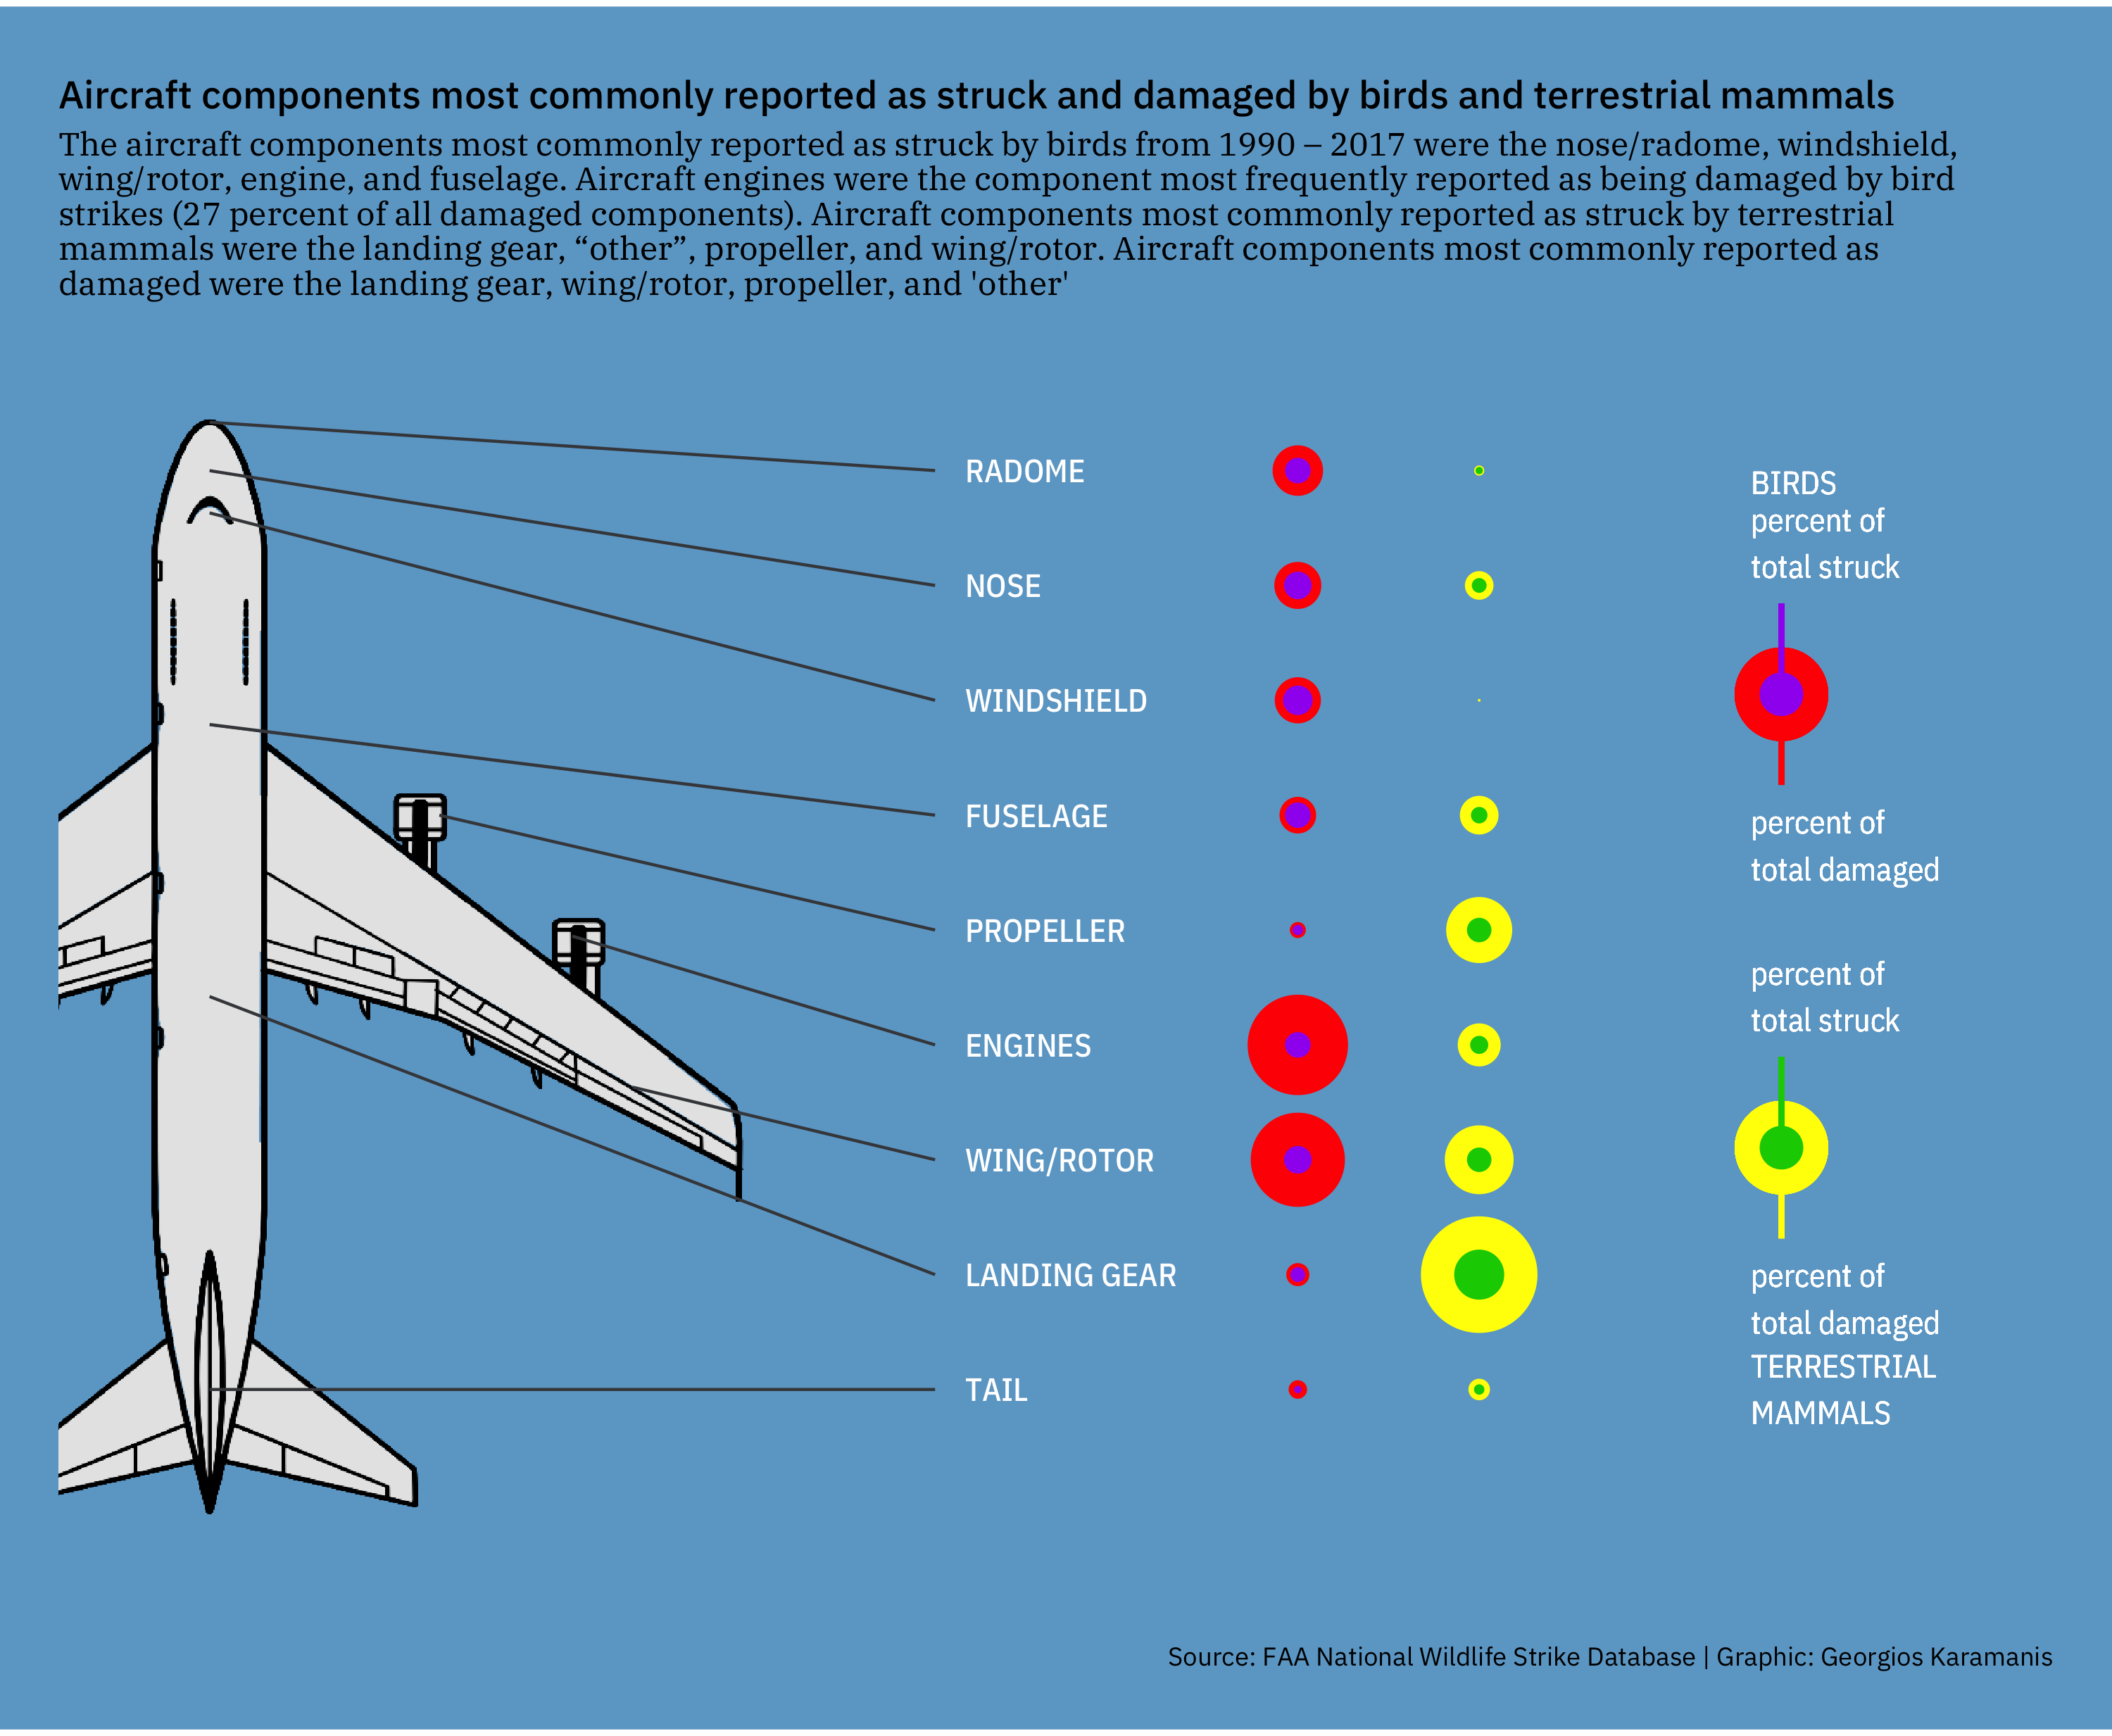 Aircraft components most commonly reported as struck and damaged by birds and terrestrial mammals
The aircraft components most commonly reported as struck by birds from 1990 – 2017 were the nose/radome, windshield,
wing/rotor, engine, and fuselage. Aircraft engines were the component most frequently reported as being damaged by bird
strikes (27 percent of all damaged components). Aircraft components most commonly reported as struck by terrestrial
mammals were the landing gear, “other”, propeller, and wing/rotor. Aircraft components most commonly reported as
damaged were the landing gear, wing/rotor, propeller, and 'other'
RADOME
NOSE
WINDSHIELD
FUSELAGE
PROPELLER
ENGINES
WING/ROTOR
LANDING GEAR
TAIL
BIRDS
percent of
total struck
percent of
total damaged
percent of
total struck
percent of
total damaged
TERRESTRIAL
MAMMALS
Source: FAA National Wildlife Strike Database | Graphic: Georgios Karamanis